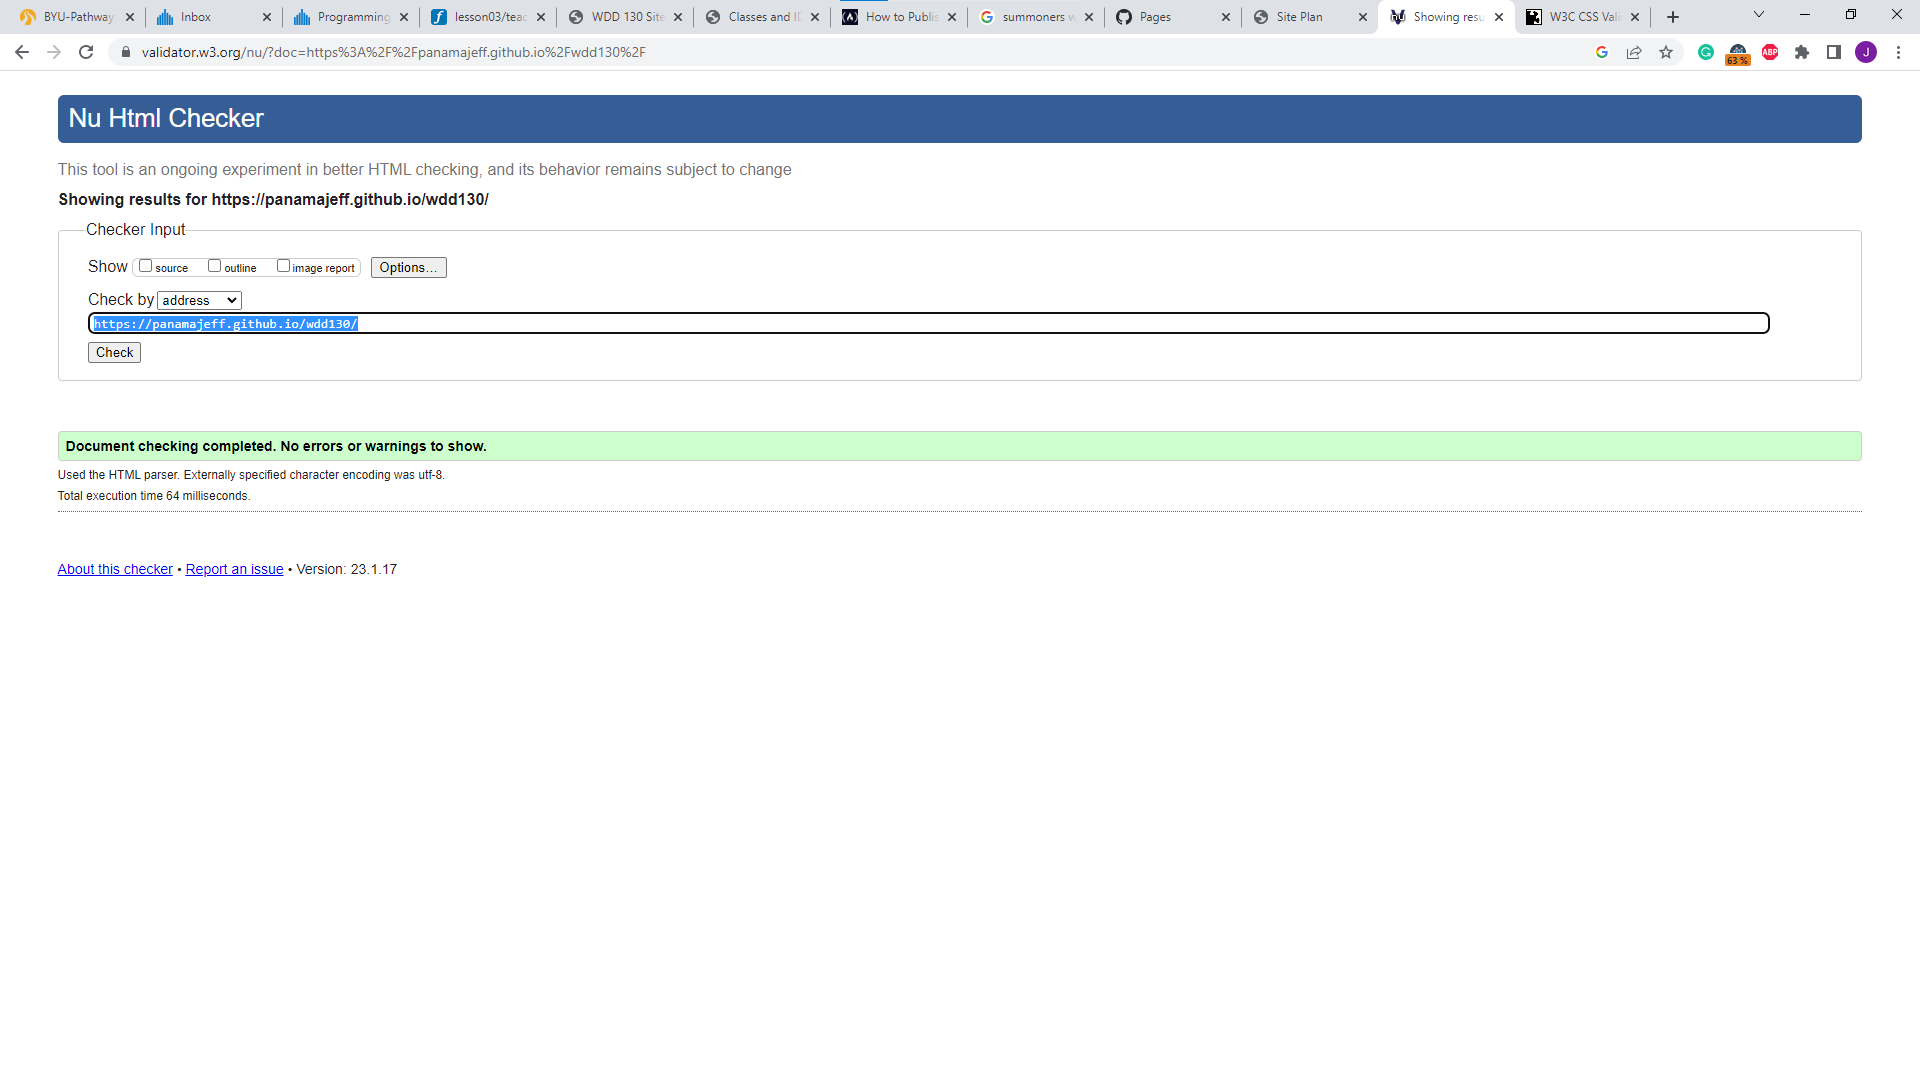 BYU-Pathway
Inbox
Programming
lesson03/teac
WDD 130 Site
Classes and ID
How to Publis
summoners w
Pages
Site Plan
Showing resu
W3C CSS Vali
validator.w3.org/nu/?doc=https%3A%2F%2Fpanamajeff.github.io%2Fwdd130%2F
63 %
ABP
J
Nu Html Checker
This tool is an ongoing experiment in better HTML checking, and its behavior remains subject to change
Showing results for https://panamajeff.github.io/wdd130/
Checker Input
Show source outline image report Options...
Check by address
https://panamajeff.github.io/wdd130/
Check
Document checking completed. No errors or warnings to show.
Used the HTML parser. Externally specified character encoding was utf-8.
Total execution time 64 milliseconds.
About this checker • Report an issue • Version: 23.1.17